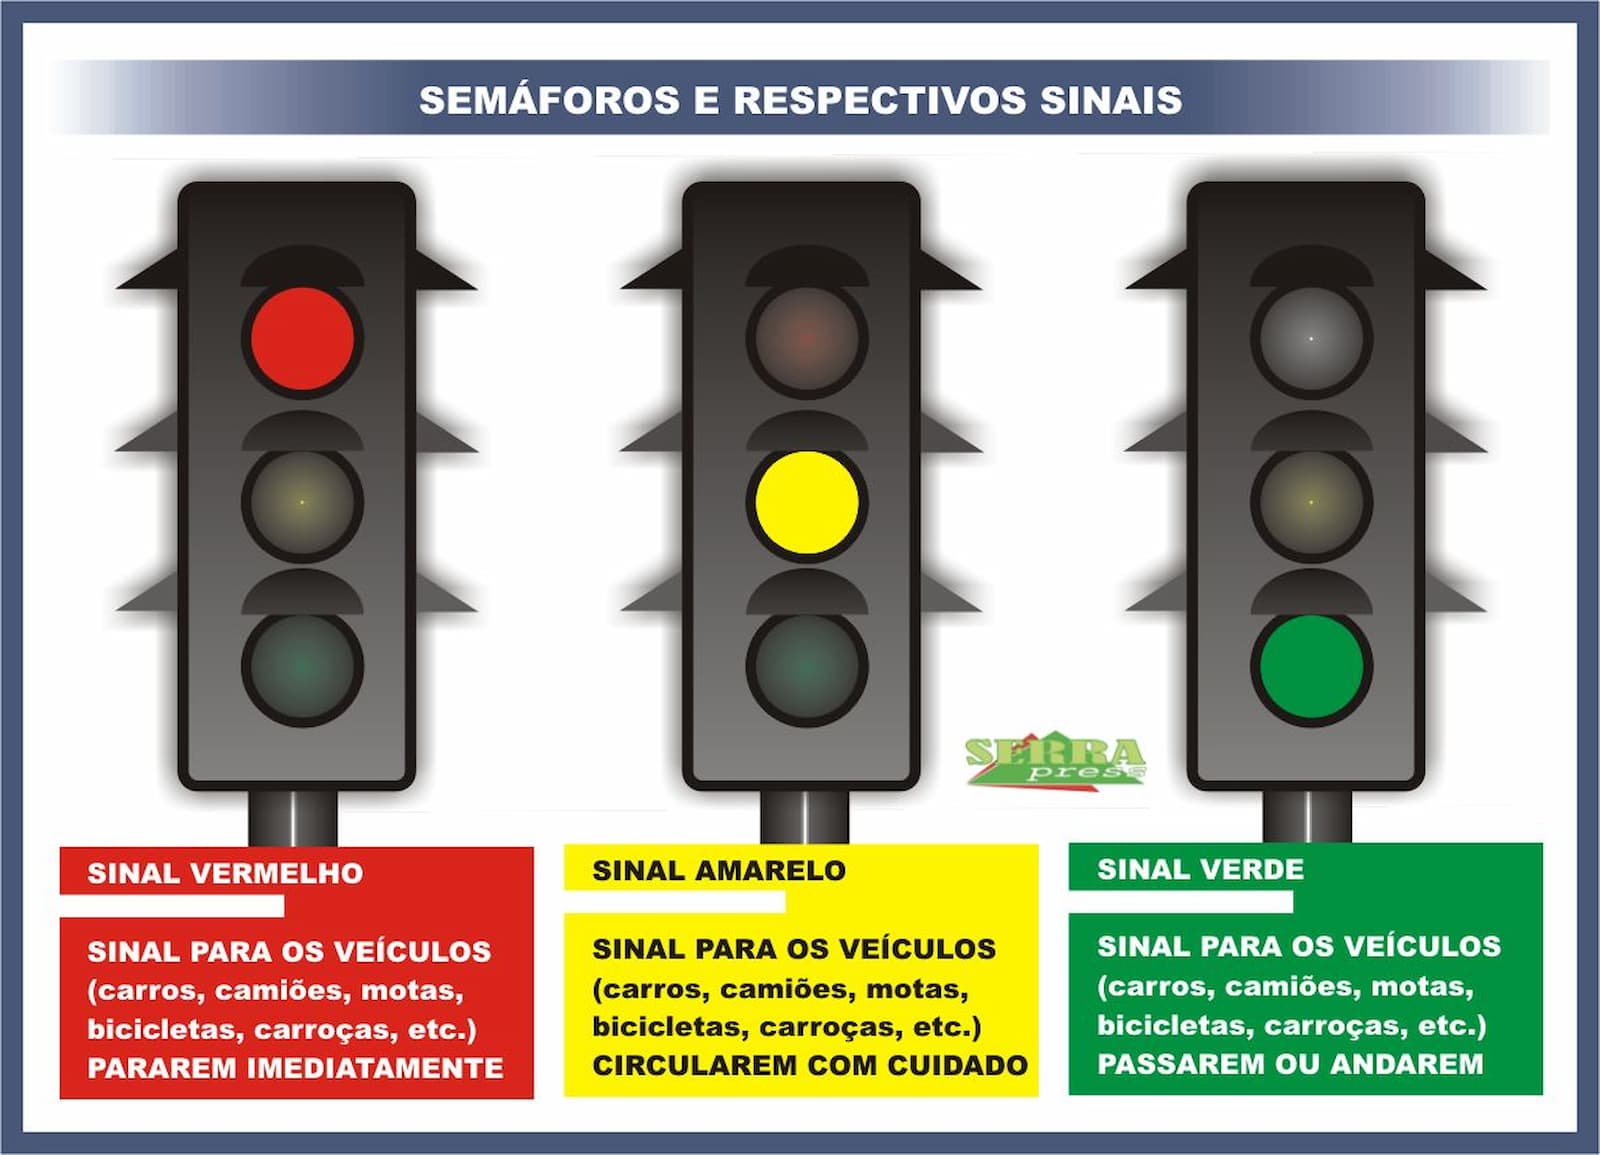 SEMÁFOROS E RESPECTIVOS SINAIS
SERRA
press
SINAL VERMELHO
SINAL PARA OS VEÍCULOS
(carros, camiões, motas,
bicicletas, carroças, etc.)
PARAREM IMEDIATAMENTE
SINAL AMARELO
SINAL PARA OS VEÍCULOS
(carros, camiões, motas,
bicicletas, carroças, etc.)
CIRCULAREM COM CUIDADO
SINAL VERDE
SINAL PARA OS VEÍCULOS
(carros, camiões, motas,
bicicletas, carroças, etc.)
PASSAREM OU ANDAREM